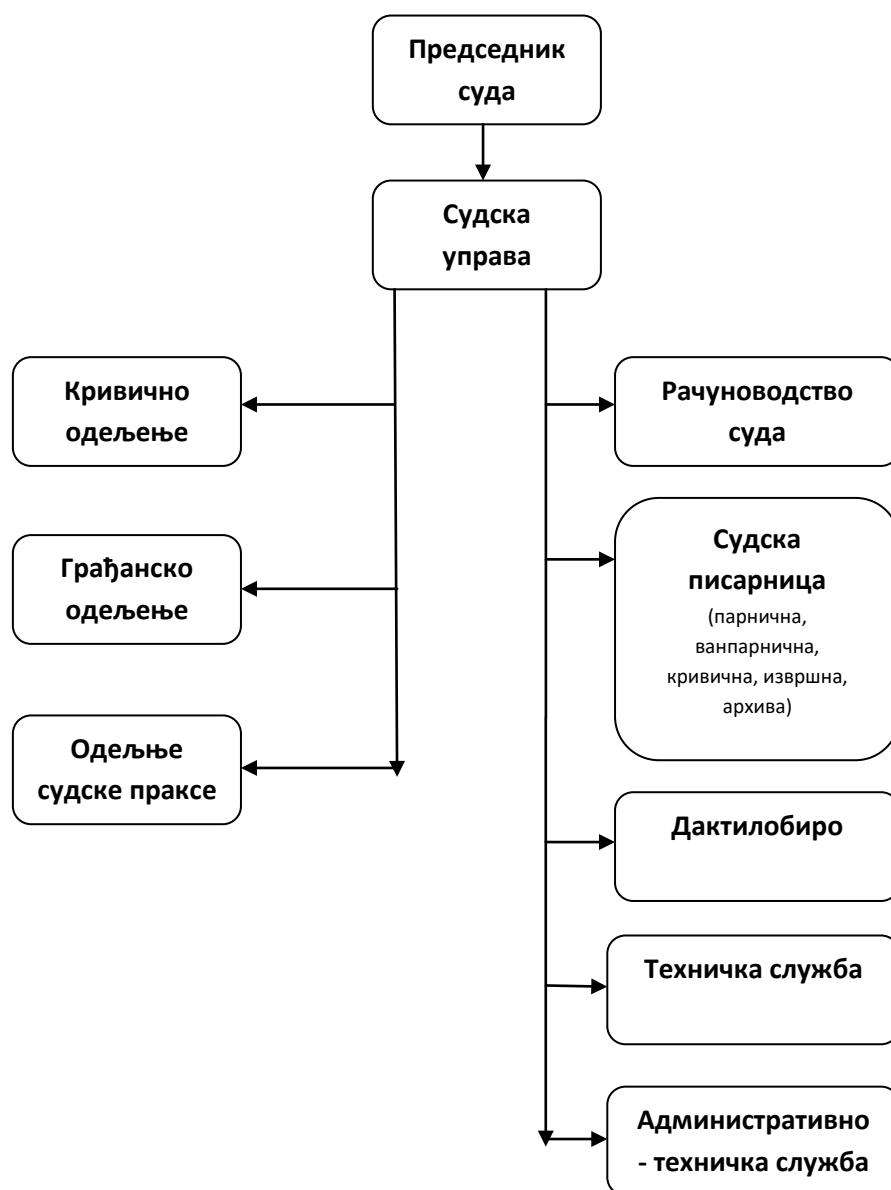 Председник
суда
Судска
управа
Кривично
одељење
Грађанско
одељење
Одељње
судске праксе
Рачуноводство
суда
Судска
писарница
(парнична,
ванпарнична,
кривична, извршна,
архива)
Дактилобиро
Техничка служба
Административно
- техничка служба